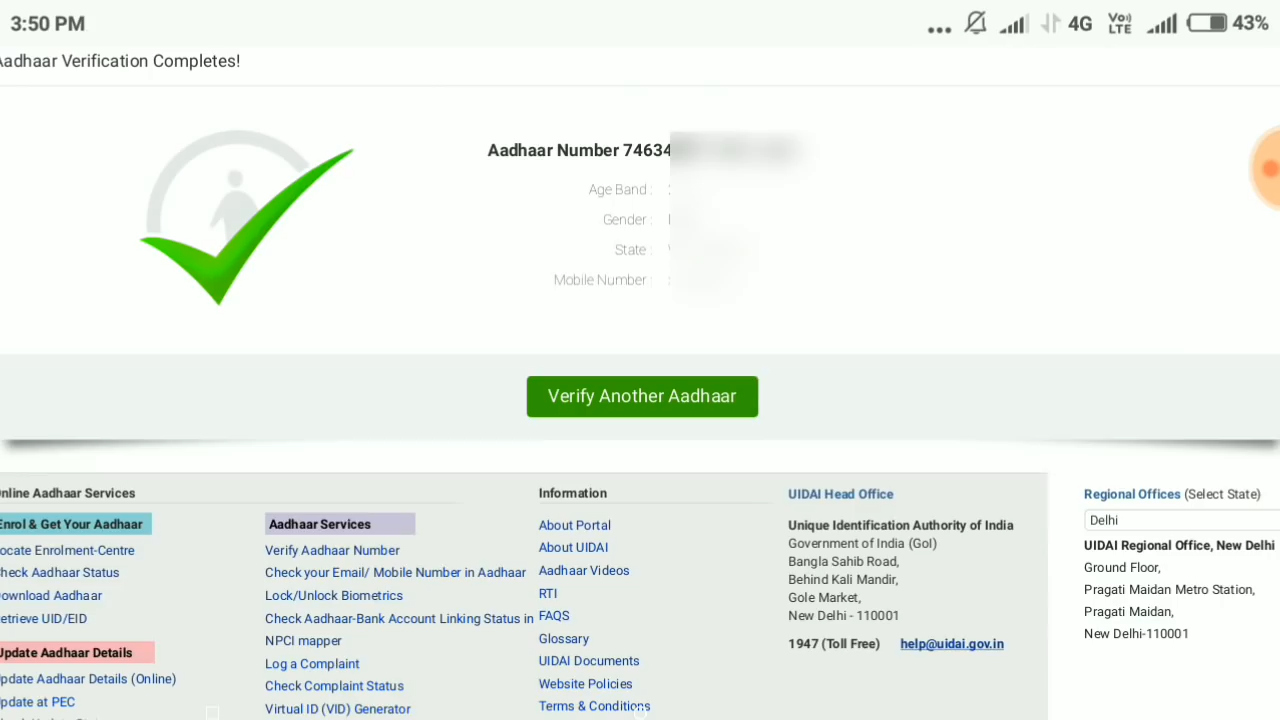 3:50 PM
... 4G Vo)) LTE 43%
Aadhaar Verification Completes!
Aadhaar Number 74634
Age Band :
Gender :
State :
Mobile Number :
Verify Another Aadhaar
nline Aadhaar Services
Enrol & Get Your Aadhaar
ocate Enrolment-Centre
heck Aadhaar Status
ownload Aadhaar
etrieve UID/EID
Update Aadhaar Details
pdate Aadhaar Details (Online)
pdate at PEC
Aadhaar Services
Verify Aadhaar Number
Check your Email/ Mobile Number in Aadhaar
Lock/Unlock Biometrics
Check Aadhaar-Bank Account Linking Status in
NPCI mapper
Log a Complaint
Check Complaint Status
Virtual ID (VID) Generator
Information
About Portal
About UIDAI
Aadhaar Videos
RTI
FAQS
Glossary
UIDAI Documents
Website Policies
Terms & Conditions
UIDAI Head Office
Unique Identification Authority of India
Government of India (GoI)
Bangla Sahib Road,
Behind Kali Mandir,
Gole Market,
New Delhi - 110001
1947 (Toll Free) help@uidai.gov.in
Regional Offices (Select State)
Delhi
UIDAI Regional Office, New Delhi
Ground Floor,
Pragati Maidan Metro Station,
Pragati Maidan,
New Delhi-110001